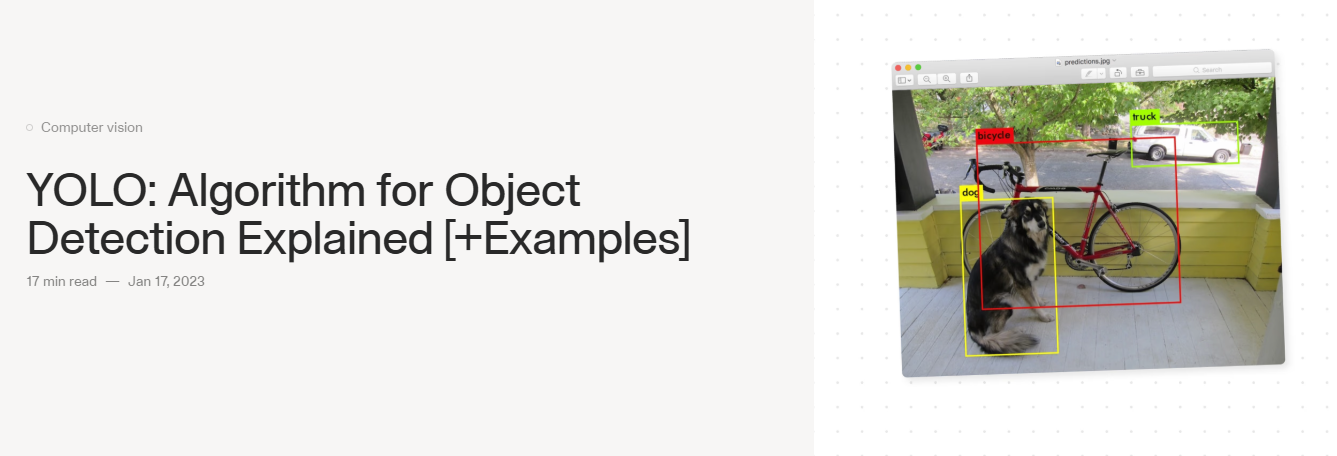 Computer vision
YOLO: Algorithm for Object
Detection Explained [+Examples]
17 min read — Jan 17, 2023
predictions.jpg
Search
truck
bicycle
dog